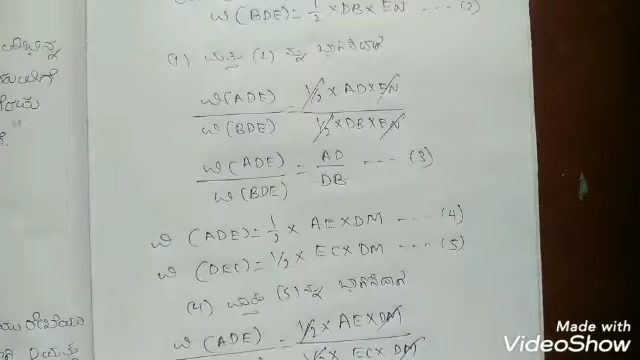 ವಿ (BDE) = 1/2 × DB × EN --- (2)
(1) ಮತ್ತು (2) ನ್ನು ಭಾಗಿಸಿದಾಗ
ವಿ(ADE) / ವಿ(BDE) = 1/2 × AD × EN / 1/2 × DB × EN
ವಿ(ADE) / ವಿ(BDE) = AD / DB --- (3)
ವಿ (ADE) = 1/2 × AE × DM --- (4)
ವಿ (DEC) = 1/2 × EC × DM --- (5)
(4) ಮತ್ತು (5) ನ್ನು ಭಾಗಿಸಿದಾಗ
ವಿ (ADE) = 1/2 × AE × DM
1/2 × EC × DM
Made with
VideoShow